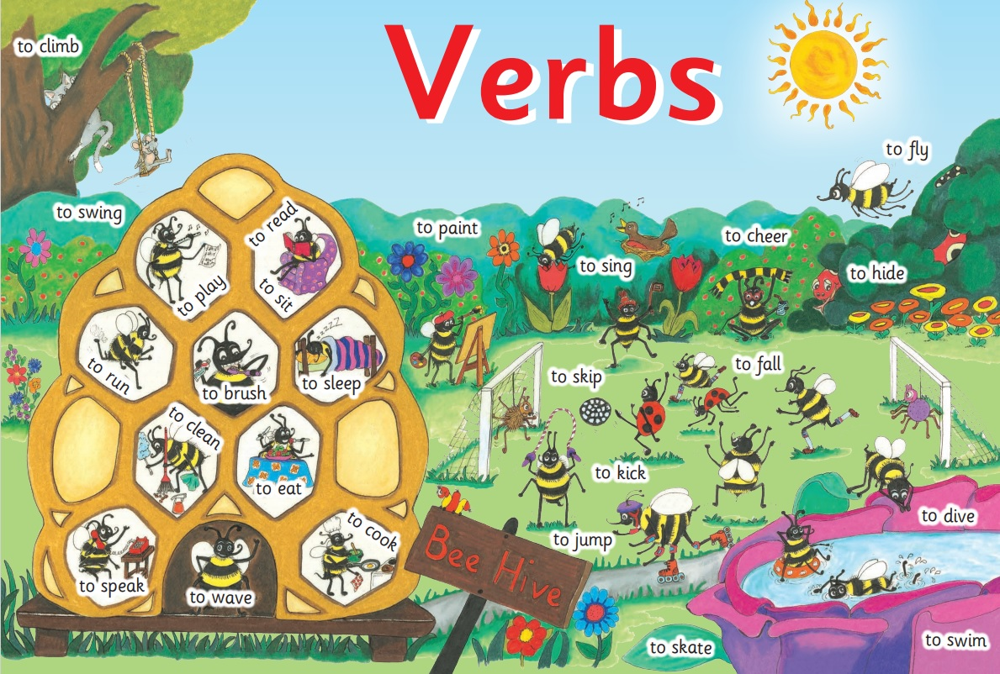 Verbs
to climb
to fly
to swing
to read
to paint
to cheer
to sing
to hide
to play
to sit
zzzzZ
to run
to brush
to sleep
to skip
to fall
to clean
to eat
to kick
to cook
to jump
to dive
Bee Hive
to speak
to wave
to skate
to swim